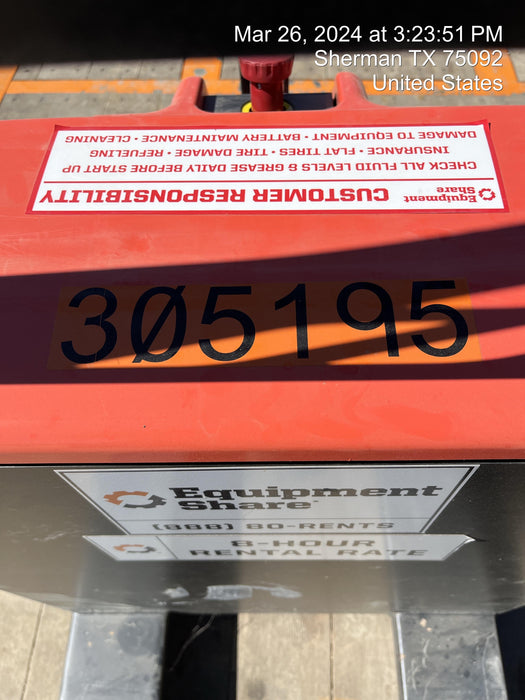 Mar 26, 2024 at 3:23:51 PM
Sherman TX 75092
United States
Equipment
Share
CUSTOMER RESPONSIBILITY
CHECK ALL FLUID LEVELS & GREASE DAILY BEFORE START UP
INSURANCE • FLAT TIRES • TIRE DAMAGE • REFUELING
DAMAGE TO EQUIPMENT • BATTERY MAINTENANCE • CLEANING
3Ø5195
Equipment
Share
(888) 80-RENTS
8-HOUR
RENTAL RATE